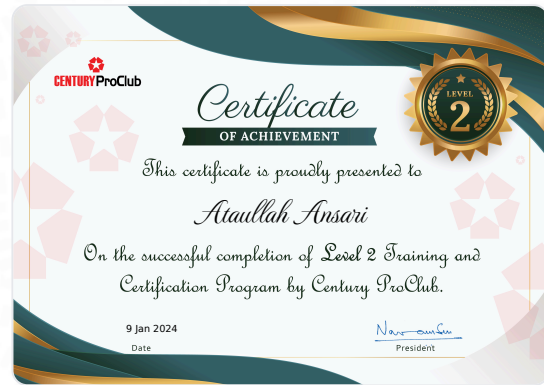 CENTURY ProClub
Certificate
OF ACHIEVEMENT
LEVEL
2
This certificate is proudly presented to
Ataullah Ansari
On the successful completion of Level 2 Training and
Certification Program by Century ProClub.
9 Jan 2024
Date
President